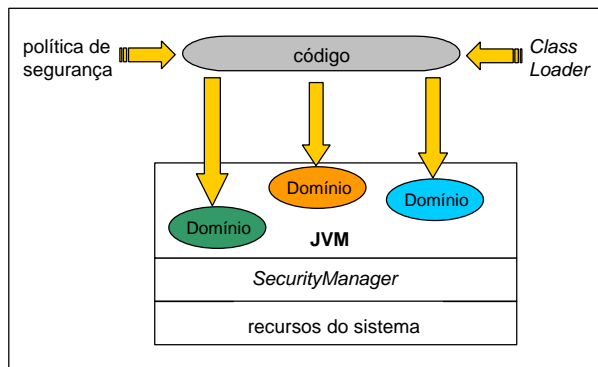 política de
segurança
código
Class
Loader
Domínio
Domínio
Domínio
JVM
SecurityManager
recursos do sistema